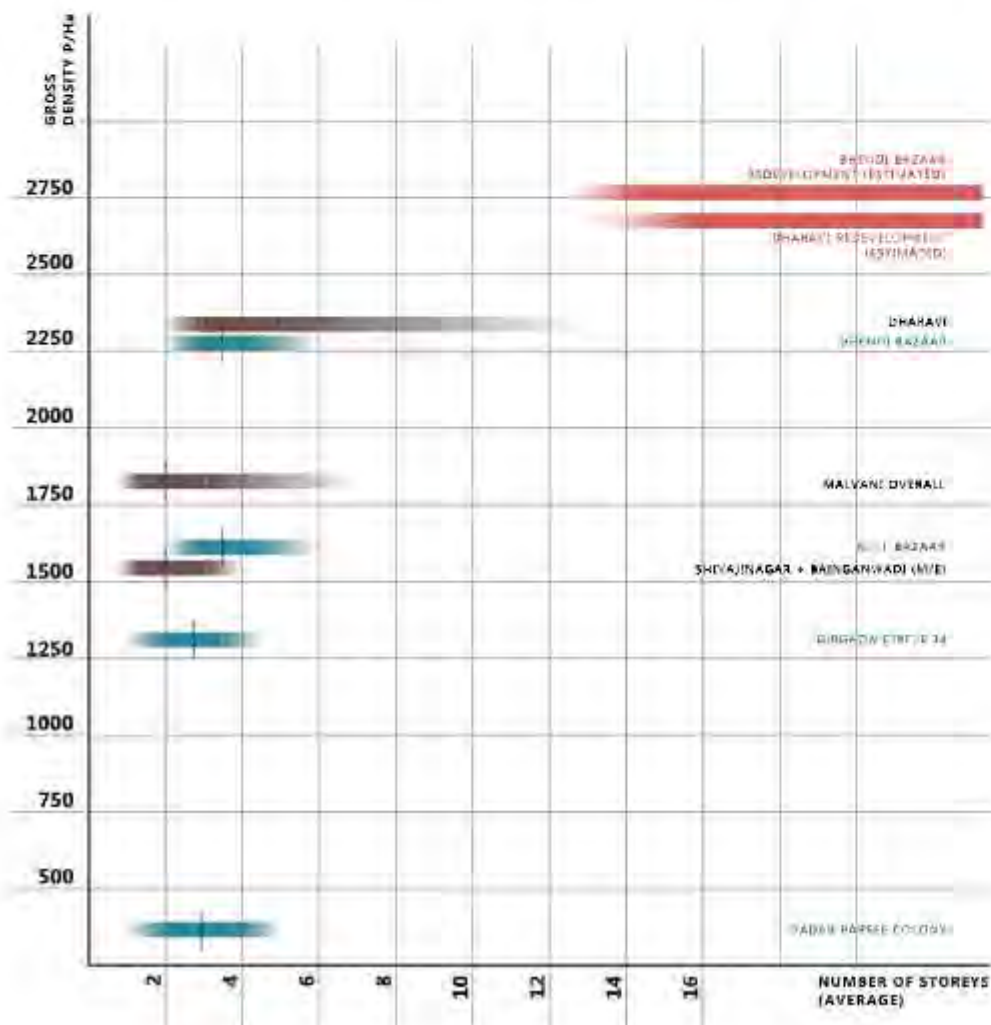 GROSS
DENSITY P/Ha
BHENDI BAZAAR
REDEVELOPMENT (ESTIMATED)
2750
DHARAVI REDEVELOPMENT
(ESTIMATED)
2500
DHARAVI
BHENDI BAZAAR
2250
2000
MALVANI OVERALL
1750
BAZAAR
SHIVAJINAGAR + BAINGANWADI (M/E)
1500
1250
1000
750
500
DADAR PARSEE COLONY
2
4
6
8
10
12
14
16
NUMBER OF STOREYS
(AVERAGE)